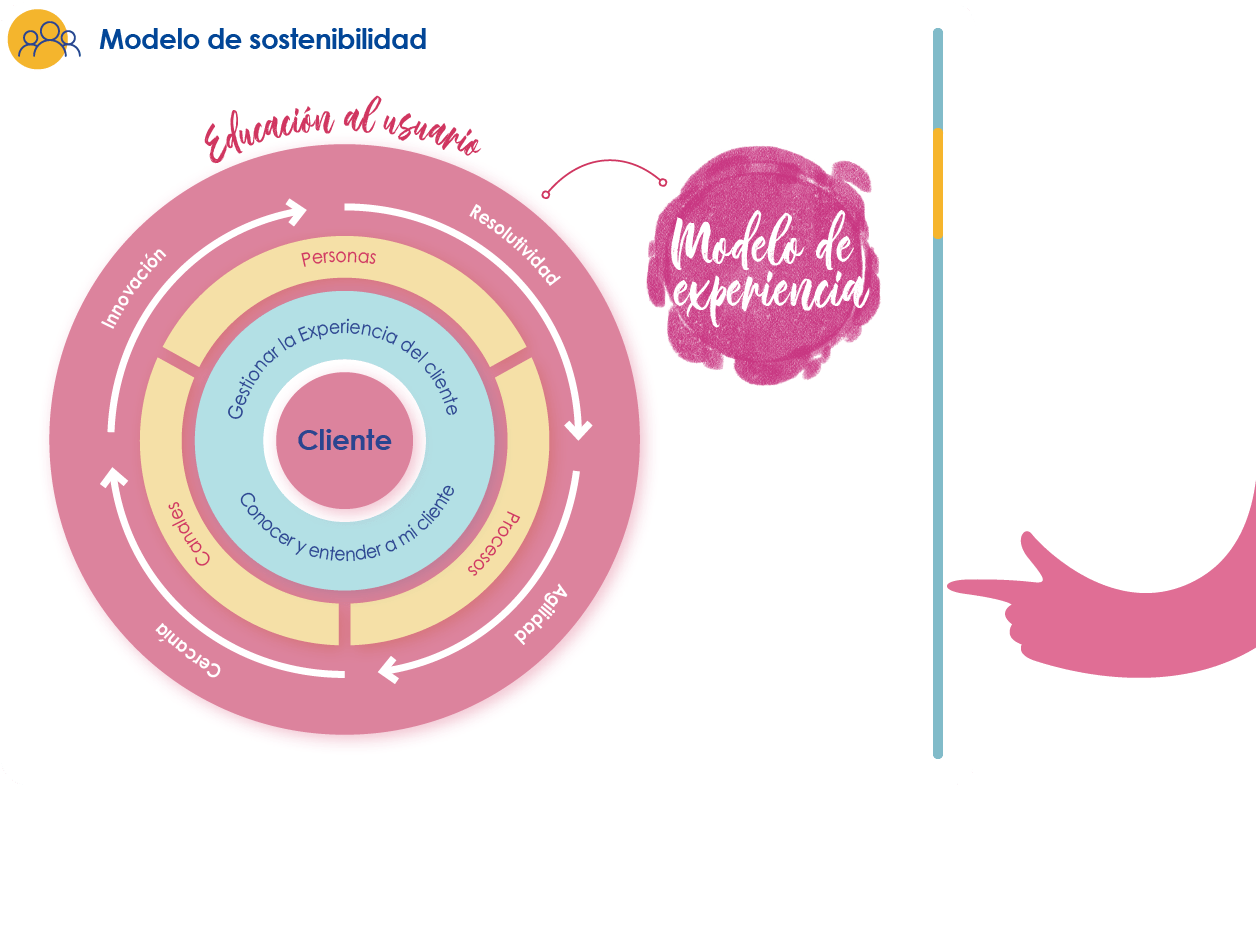 Modelo de sostenibilidad
Educación al usuario
Innovación
Resolutividad
Modelo de
experiencia
Personas
Gestionar la Experiencia del cliente
Cliente
Conocer y entender a mi cliente
Canales
Procesos
Cercanía
Agilidad